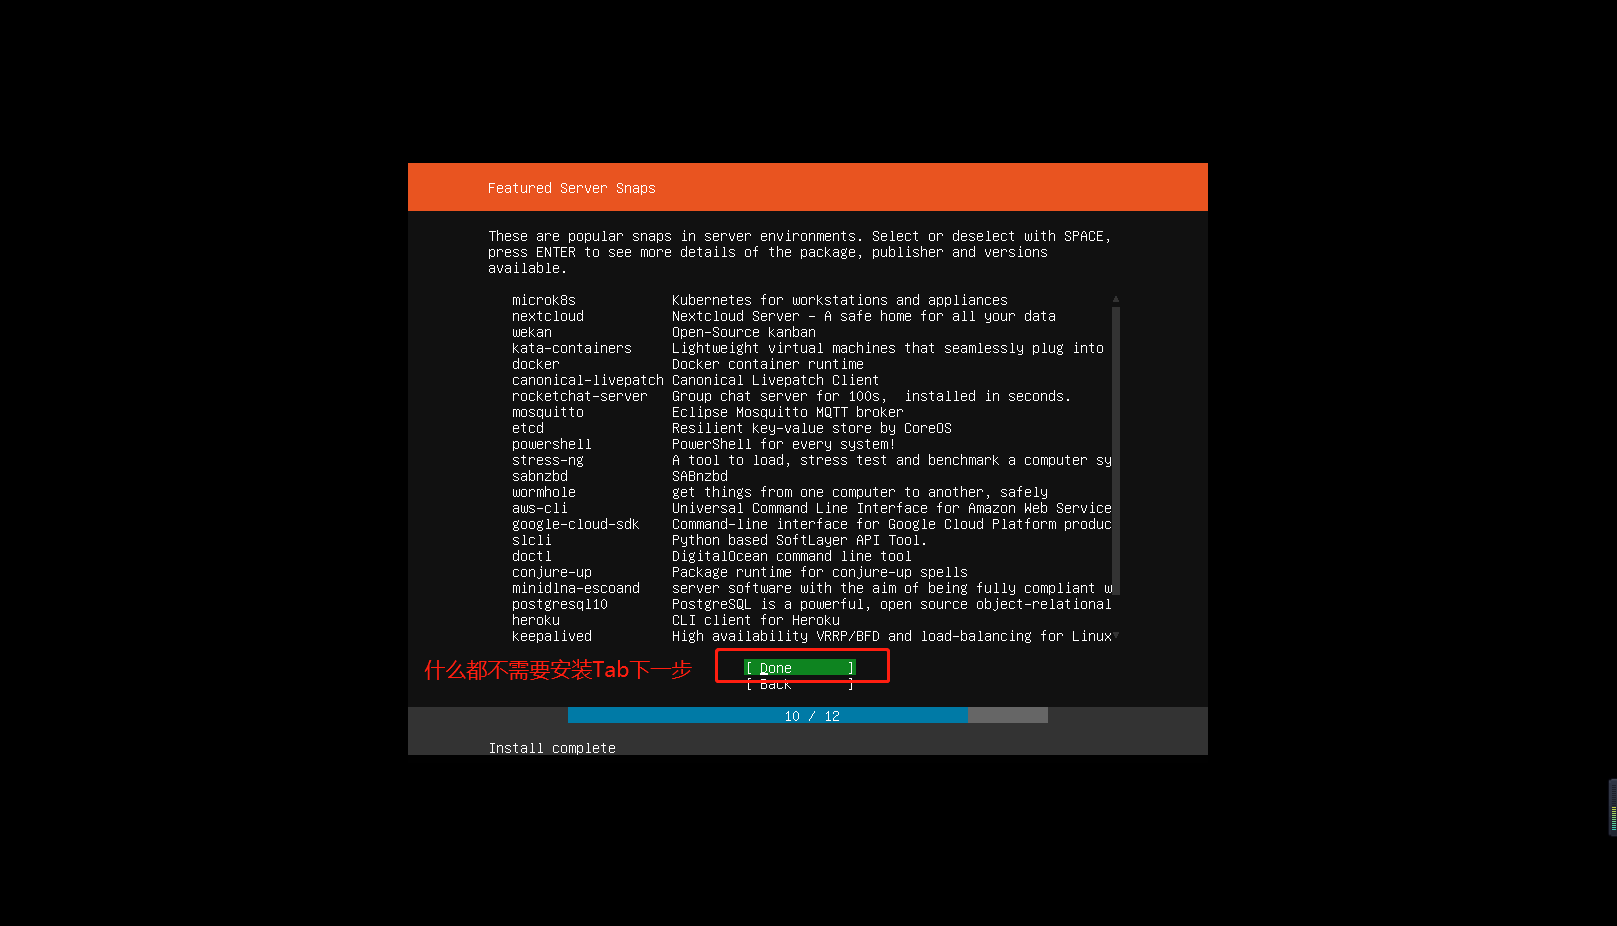 Featured Server Snaps
These are popular snaps in server environments. Select or deselect with SPACE,
press ENTER to see more details of the package, publisher and versions
available.
microk8s Kubernetes for workstations and appliances
nextcloud Nextcloud Server - A safe home for all your data
wekan Open-Source kanban
kata-containers Lightweight virtual machines that seamlessly plug into
docker Docker container runtime
canonical-livepatch Canonical Livepatch Client
rocketchat-server Group chat server for 100s,  installed in seconds.
mosquitto Eclipse Mosquitto MQTT broker
etcd Resilient key-value store by CoreOS
powershell PowerShell for every system!
stress-ng A tool to load, stress test and benchmark a computer sy
sabnzbd SABnzbd
wormhole get things from one computer to another, safely
aws-cli Universal Command Line Interface for Amazon Web Service
google-cloud-sdk Command-line interface for Google Cloud Platform produc
slcli Python based SoftLayer API Tool.
doctl DigitalOcean command line tool
conjure-up Package runtime for conjure-up spells
minidlna-escoand server software with the aim of being fully compliant w
postgresql10 PostgreSQL is a powerful, open source object-relational
heroku CLI client for Heroku
keepalived High availability VRRP/BFD and load-balancing for Linux
什么都不需要安装Tab下一步 [ Done ]
[ Back ]
10 / 12
Install complete